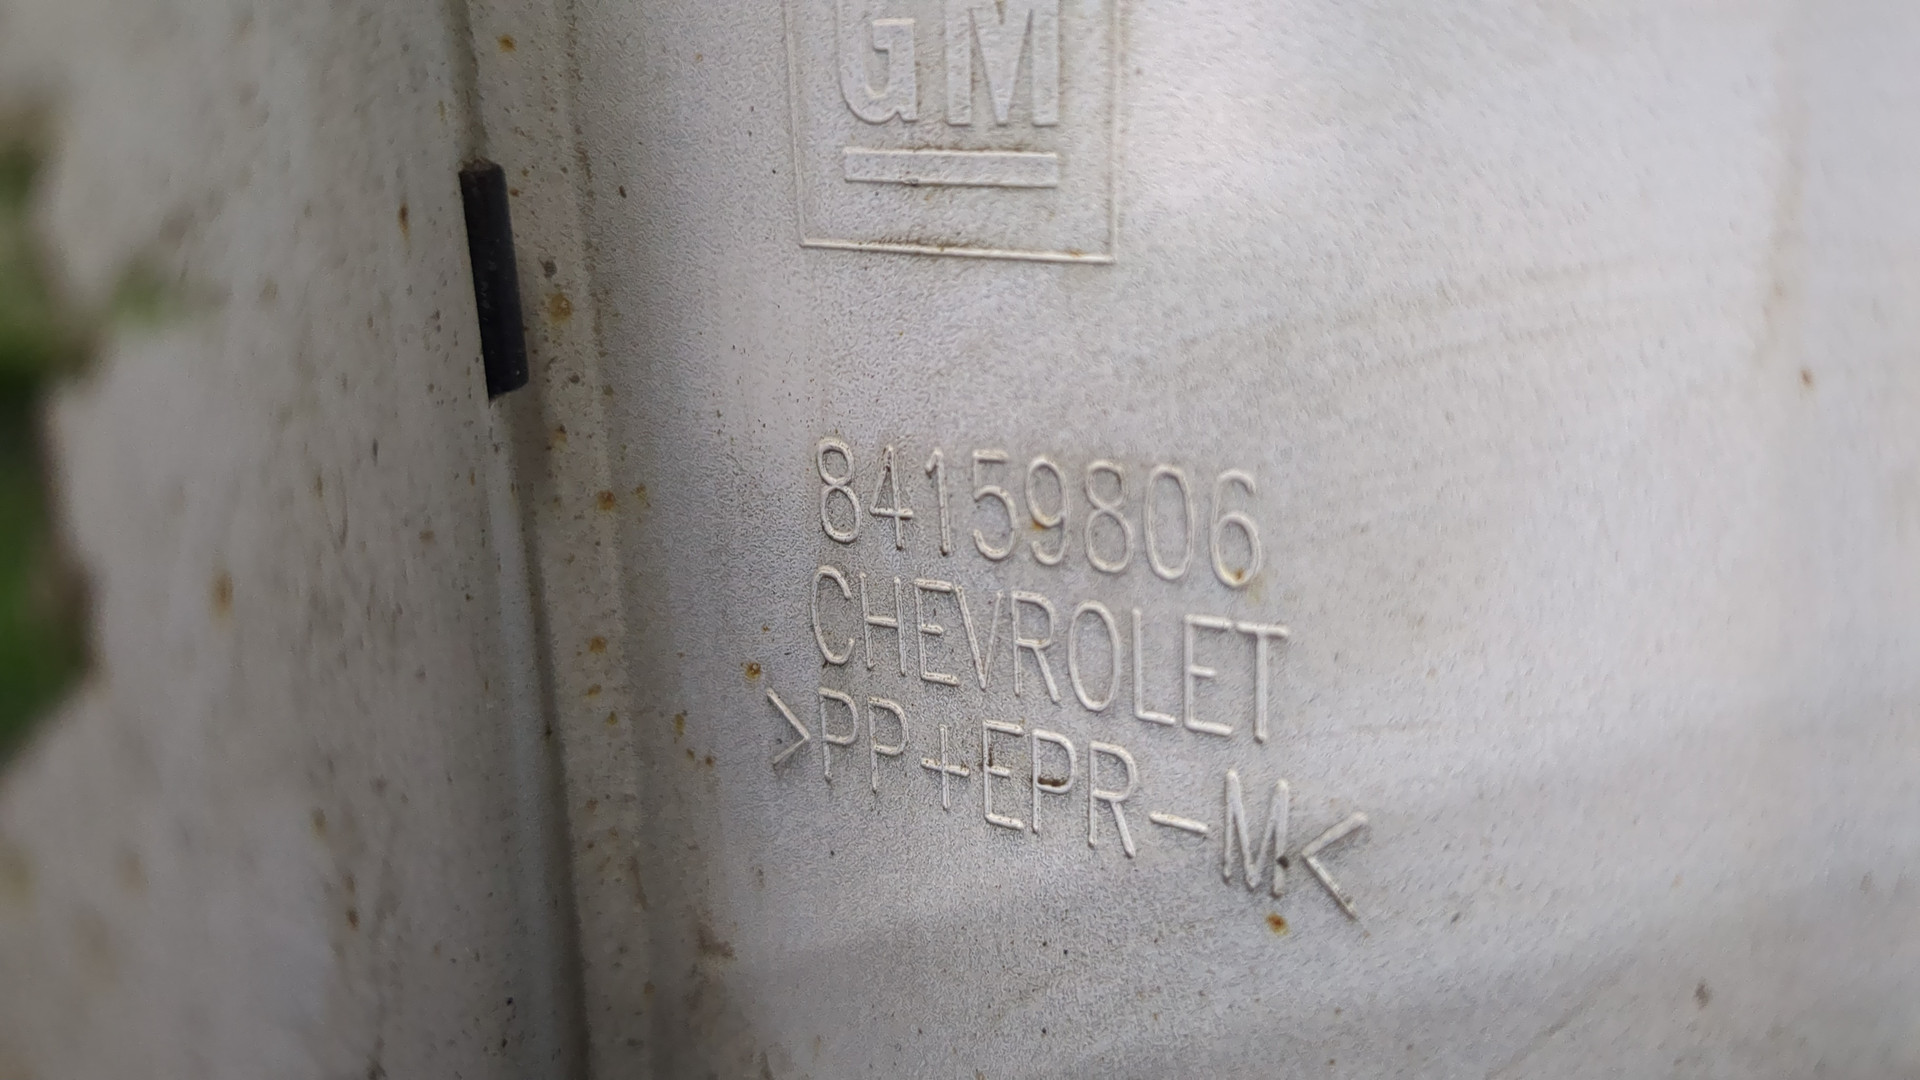 GM
84159806
CHEVROLET
>PP+EPR-M<